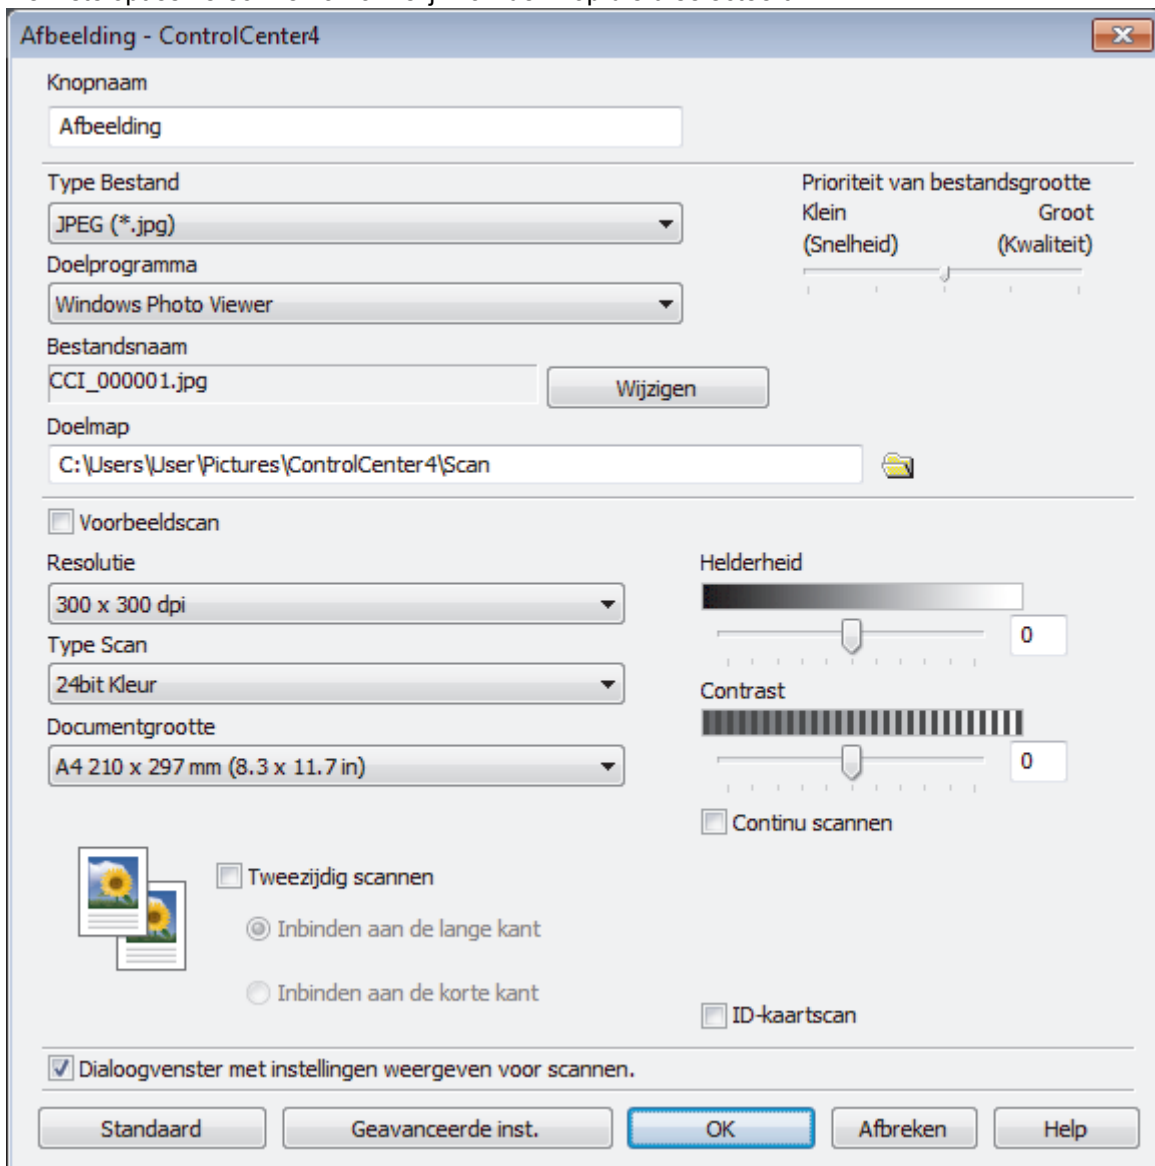 Afbeelding - ControlCenter4
Knopnaam
Afbeelding
Type Bestand
JPEG (*.jpg)
Prioriteit van bestandsgrootte
Klein Groot
(Snelheid) (Kwaliteit)
Doelprogramma
Windows Photo Viewer
Bestandsnaam
CCI_000001.jpg
Wijzigen
Doelmap
C:\Users\User\Pictures\ControlCenter4\Scan
Voorbeeldscan
Resolutie
300 x 300 dpi
Type Scan
24bit Kleur
Documentgrootte
A4 210 x 297 mm (8.3 x 11.7 in)
Helderheid
0
Contrast
0
Continu scannen
Tweezijdig scannen
Inbinden aan de lange kant
Inbinden aan de korte kant
ID-kaartscan
Dialoogvenster met instellingen weergeven voor scannen.
Standaard
Geavanceerde inst.
OK
Afbreken
Help